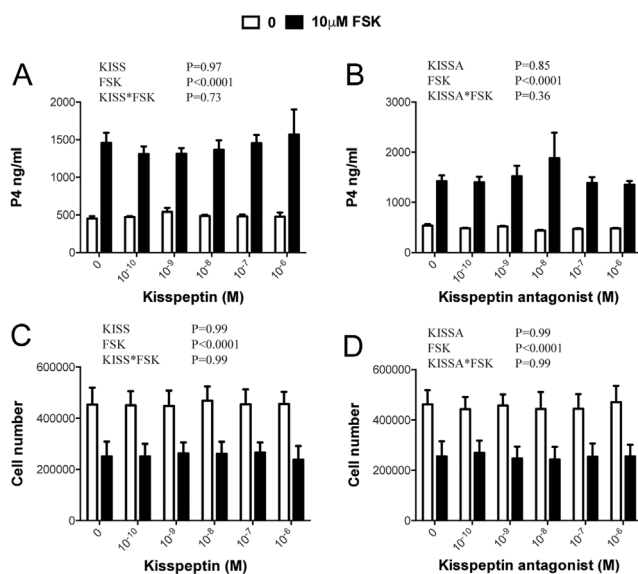 0 10μM FSK
A
KISS P=0.97
FSK P<0.0001
KISS*FSK P=0.73
P4 ng/ml
2000
1500
1000
500
0
0 10-10 10-9 10-8 10-7 10-6
Kisspeptin (M)
B
KISSA P=0.85
FSK P<0.0001
KISSA*FSK P=0.36
P4 ng/ml
3000
2000
1000
0
0 10-10 10-9 10-8 10-7 10-6
Kisspeptin antagonist (M)
C
KISS P=0.99
FSK P<0.0001
KISS*FSK P=0.99
Cell number
600000
400000
200000
0
0 10-10 10-9 10-8 10-7 10-6
Kisspeptin (M)
D
KISSA P=0.99
FSK P<0.0001
KISSA*FSK P=0.99
Cell number
600000
400000
200000
0
0 10-10 10-9 10-8 10-7 10-6
Kisspeptin antagonist (M)